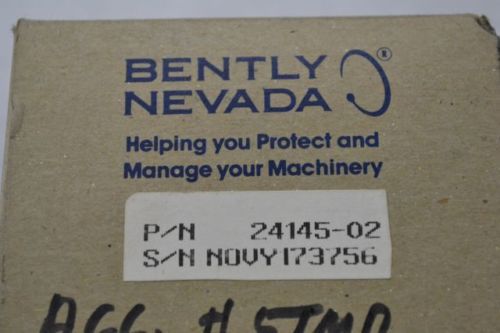 BENTLY
NEVADA ®
Helping you Protect and
Manage your Machinery
P/N 24145-02
S/N NOVY173756